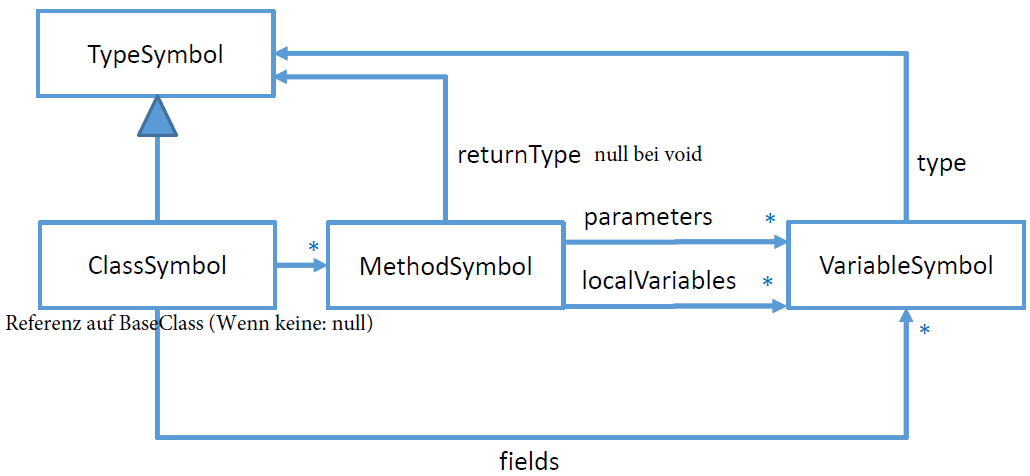 TypeSymbol
returnType null bei void
type
parameters *
ClassSymbol
*
MethodSymbol
localVariables *
VariableSymbol
Referenz auf BaseClass (Wenn keine: null)
*
fields